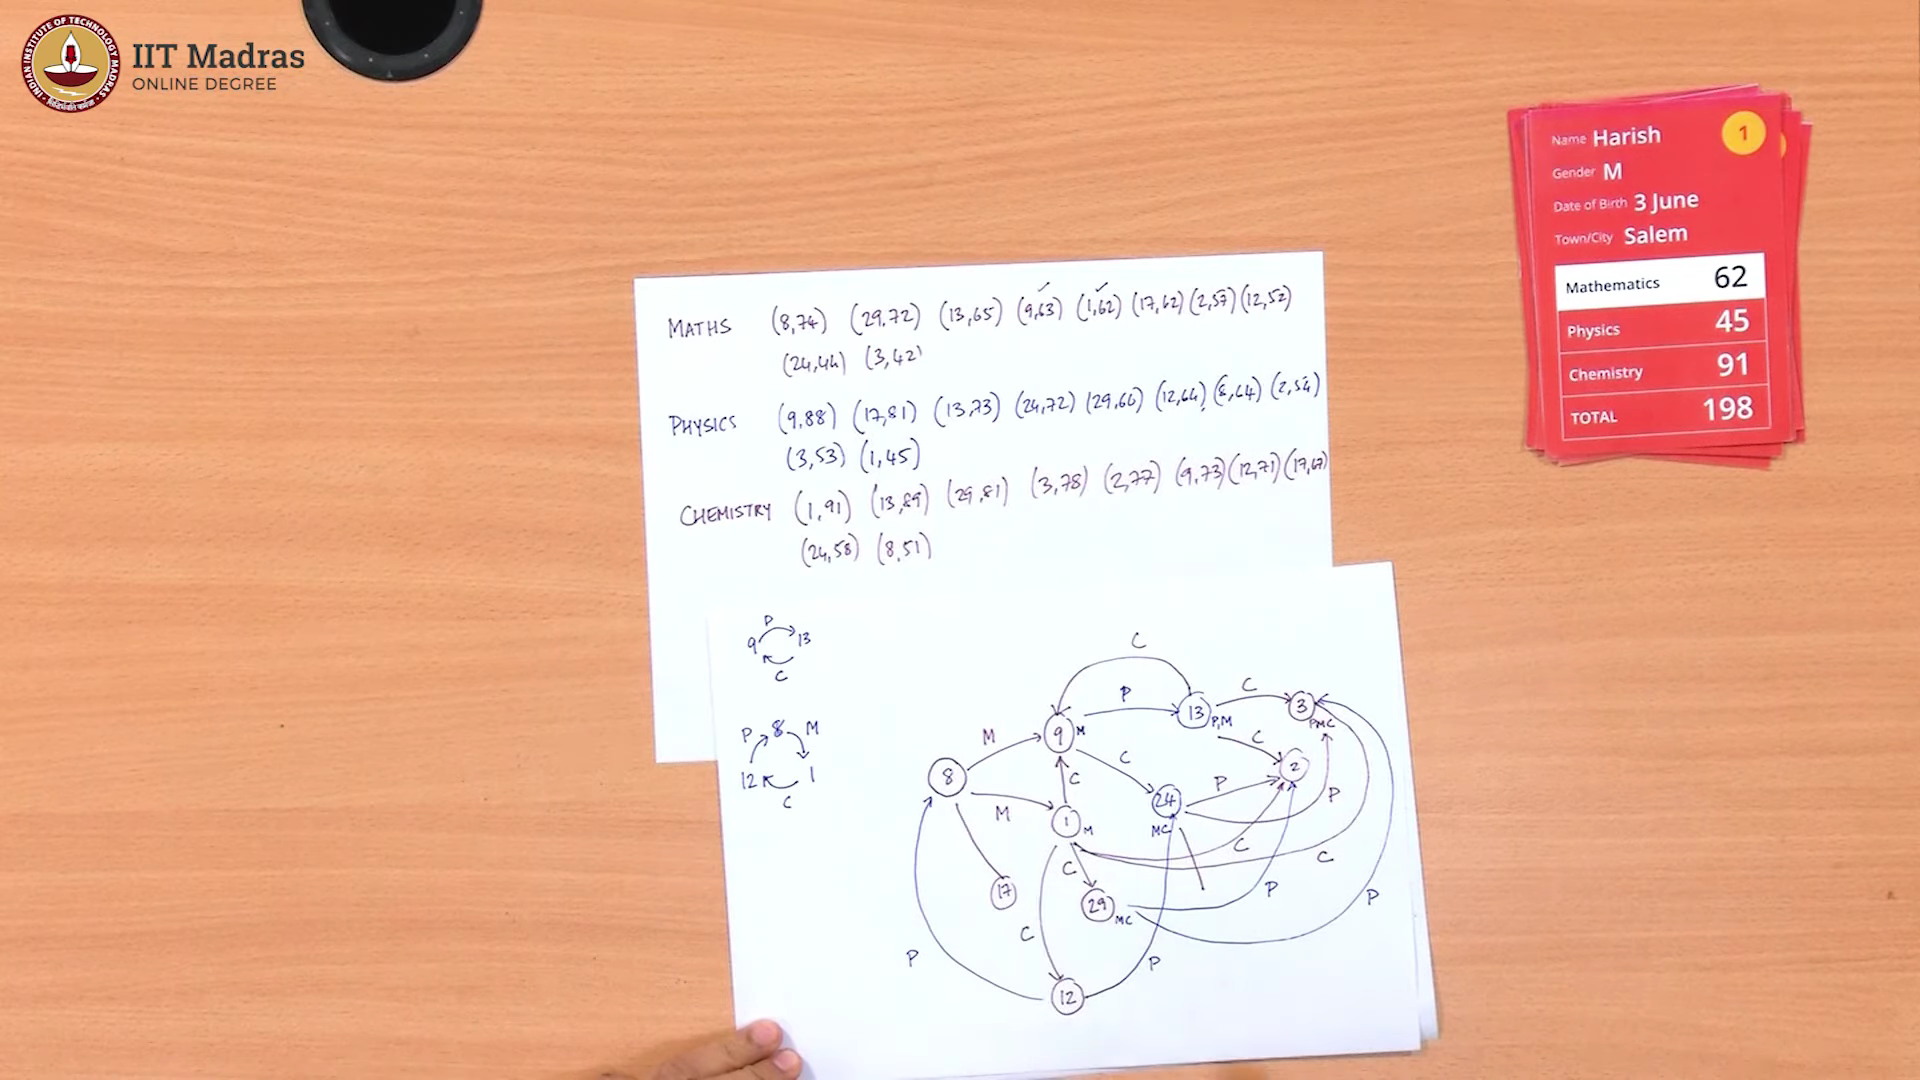 INDIAN INSTITUTE OF TECHNOLOGY MADRAS
IIT Madras
ONLINE DEGREE
1
Name Harish
Gender M
Date of Birth 3 June
Town/City Salem
Mathematics 62
Physics 45
Chemistry 91
TOTAL 198
MATHS (8,74) (29,72) (13,65) (9,63) (1,62) (17,62) (2,57) (12,52)
(24,44) (3,42)
PHYSICS (9,88) (17,81) (13,73) (24,72) (29,66) (12,64) (8,64) (2,54)
(3,53) (1,45)
CHEMISTRY (1,91) (13,89) (29,81) (3,78) (2,77) (9,73) (12,71) (17,67)
(24,58) (8,51)
P
9 13
C
P 8 M
12 1
C
C
P
C
13 P,M
3 PMC
M
9 M
C
C
2
8
C
P
24
MC
P
M
1 M
C
C
C
17
29 MC
P
P
C
P
P
12